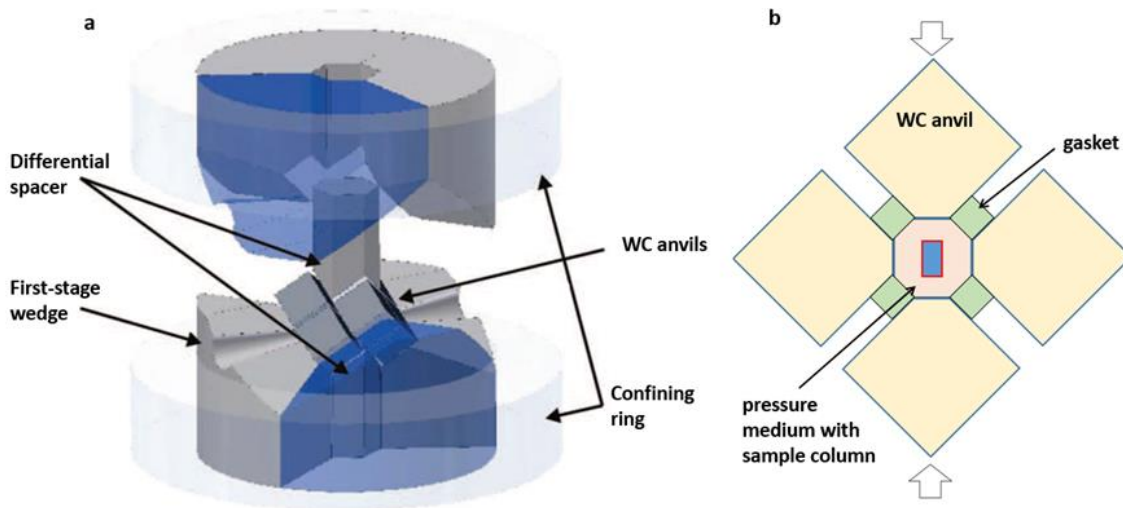 a
Differential
spacer
First-stage
wedge
WC anvils
Confining
ring
b
WC anvil
gasket
pressure
medium with
sample column